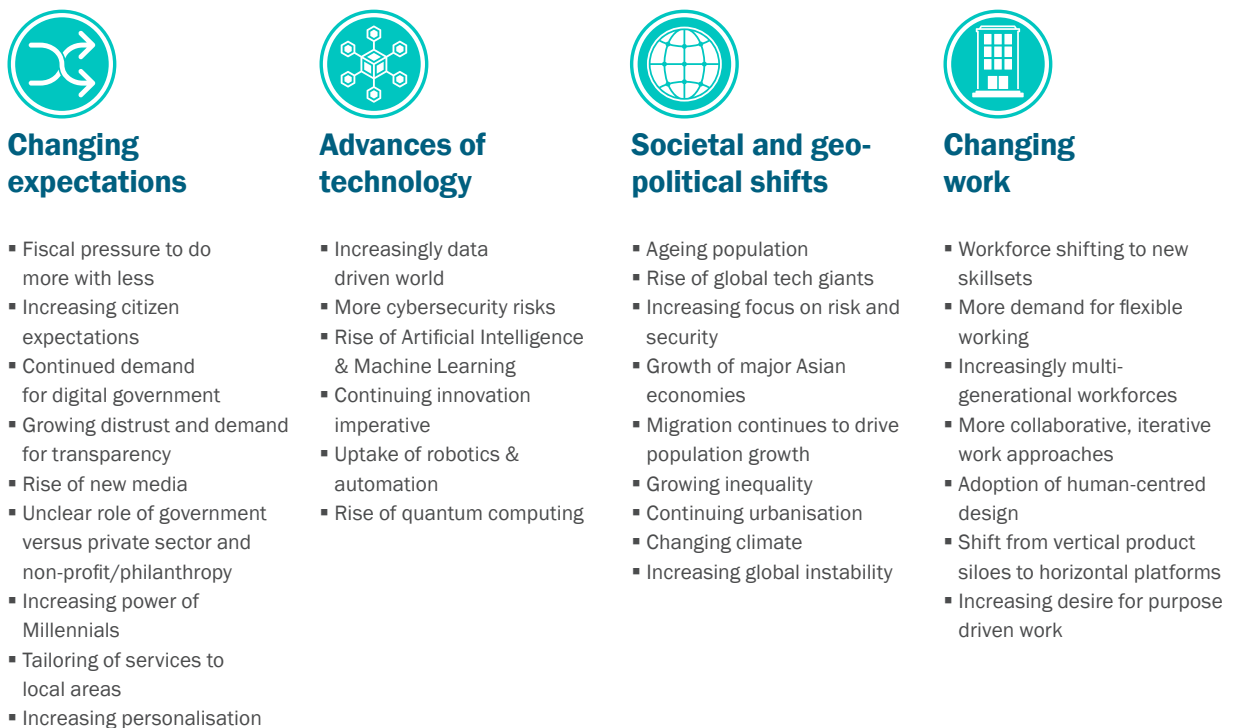 Changing
expectations
▪ Fiscal pressure to do
more with less
▪ Increasing citizen
expectations
▪ Continued demand
for digital government
▪ Growing distrust and demand
for transparency
▪ Rise of new media
▪ Unclear role of government
versus private sector and
non-profit/philanthropy
▪ Increasing power of
Millennials
▪ Tailoring of services to
local areas
▪ Increasing personalisation
Advances of
technology
▪ Increasingly data
driven world
▪ More cybersecurity risks
▪ Rise of Artificial Intelligence
& Machine Learning
▪ Continuing innovation
imperative
▪ Uptake of robotics &
automation
▪ Rise of quantum computing
Societal and geo-
political shifts
▪ Ageing population
▪ Rise of global tech giants
▪ Increasing focus on risk and
security
▪ Growth of major Asian
economies
▪ Migration continues to drive
population growth
▪ Growing inequality
▪ Continuing urbanisation
▪ Changing climate
▪ Increasing global instability
Changing
work
▪ Workforce shifting to new
skillsets
▪ More demand for flexible
working
▪ Increasingly multi-
generational workforces
▪ More collaborative, iterative
work approaches
▪ Adoption of human-centred
design
▪ Shift from vertical product
siloes to horizontal platforms
▪ Increasing desire for purpose
driven work